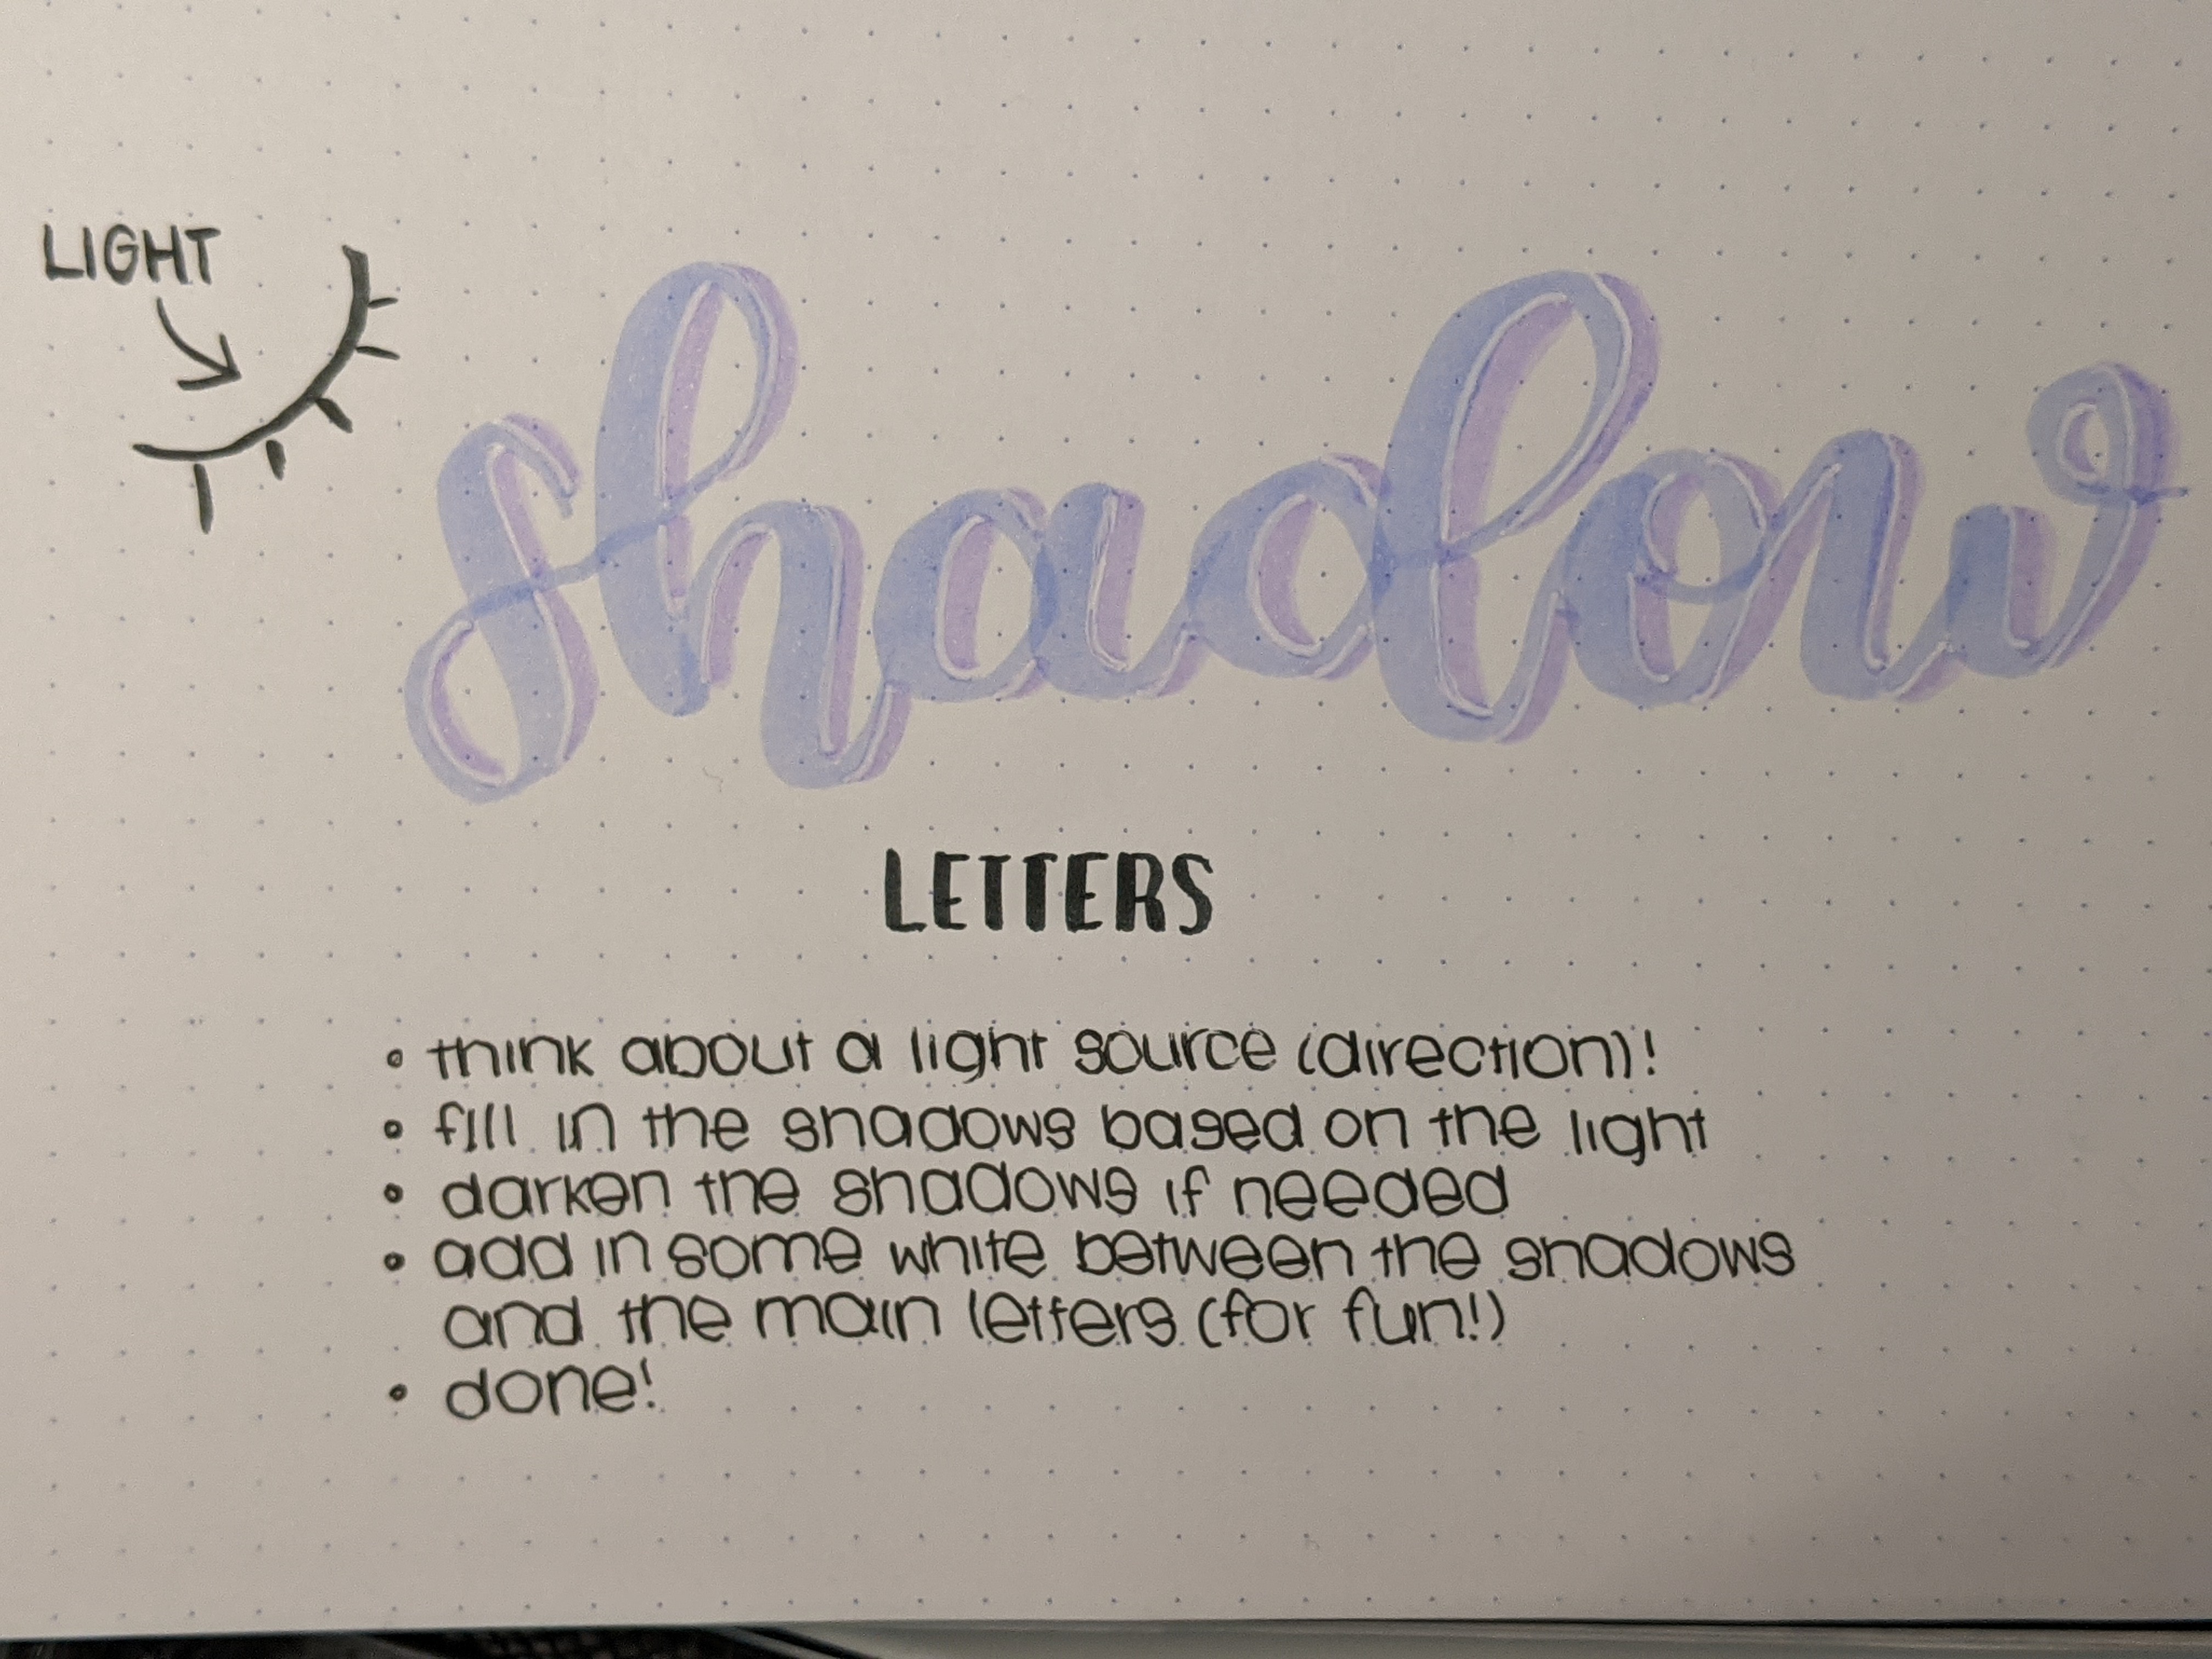 LIGHT
shadow
LETTERS
• think about a light source (direction)!
• fill in the shadows based on the light
• darken the shadows if needed
• add in some white between the shadows
and the main letters (for fun!)
• done!